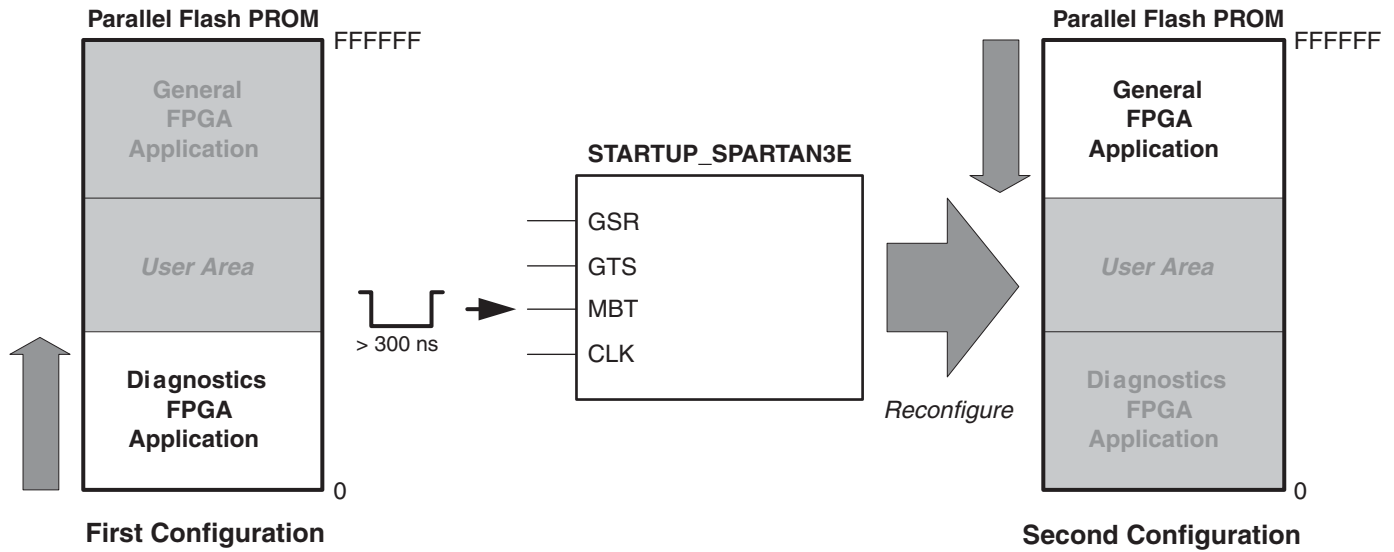 Parallel Flash PROM
FFFFFF
General
FPGA
Application
User Area
Diagnostics
FPGA
Application
0
First Configuration
> 300 ns
STARTUP_SPARTAN3E
GSR
GTS
MBT
CLK
Reconfigure
Parallel Flash PROM
FFFFFF
General
FPGA
Application
User Area
Diagnostics
FPGA
Application
0
Second Configuration